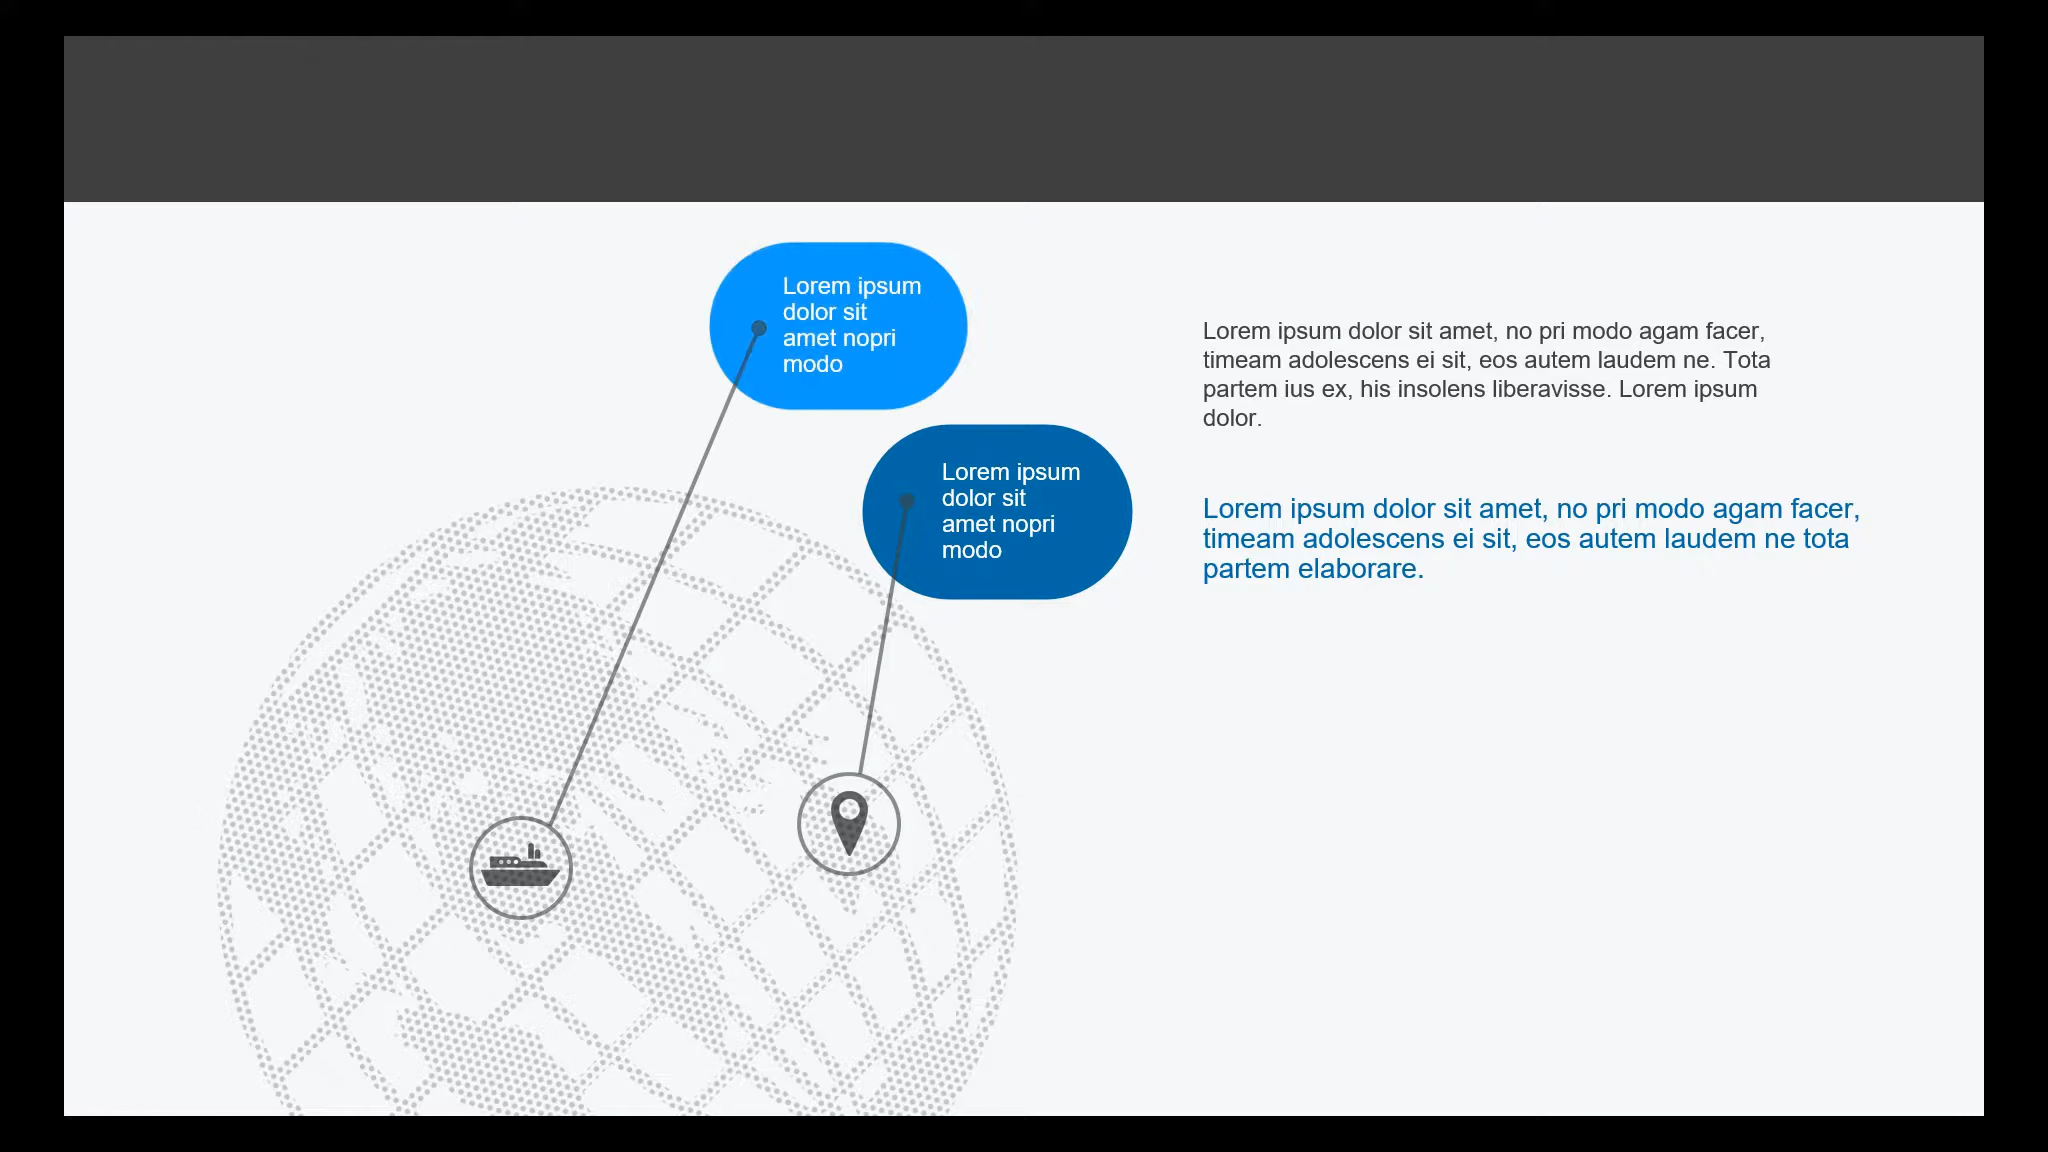 Lorem ipsum
dolor sit
amet nopri
modo
Lorem ipsum
dolor sit
amet nopri
modo
Lorem ipsum dolor sit amet, no pri modo agam facer,
timeam adolescens ei sit, eos autem laudem ne. Tota
partem ius ex, his insolens liberavisse. Lorem ipsum
dolor.
Lorem ipsum dolor sit amet, no pri modo agam facer,
timeam adolescens ei sit, eos autem laudem ne tota
partem elaborare.